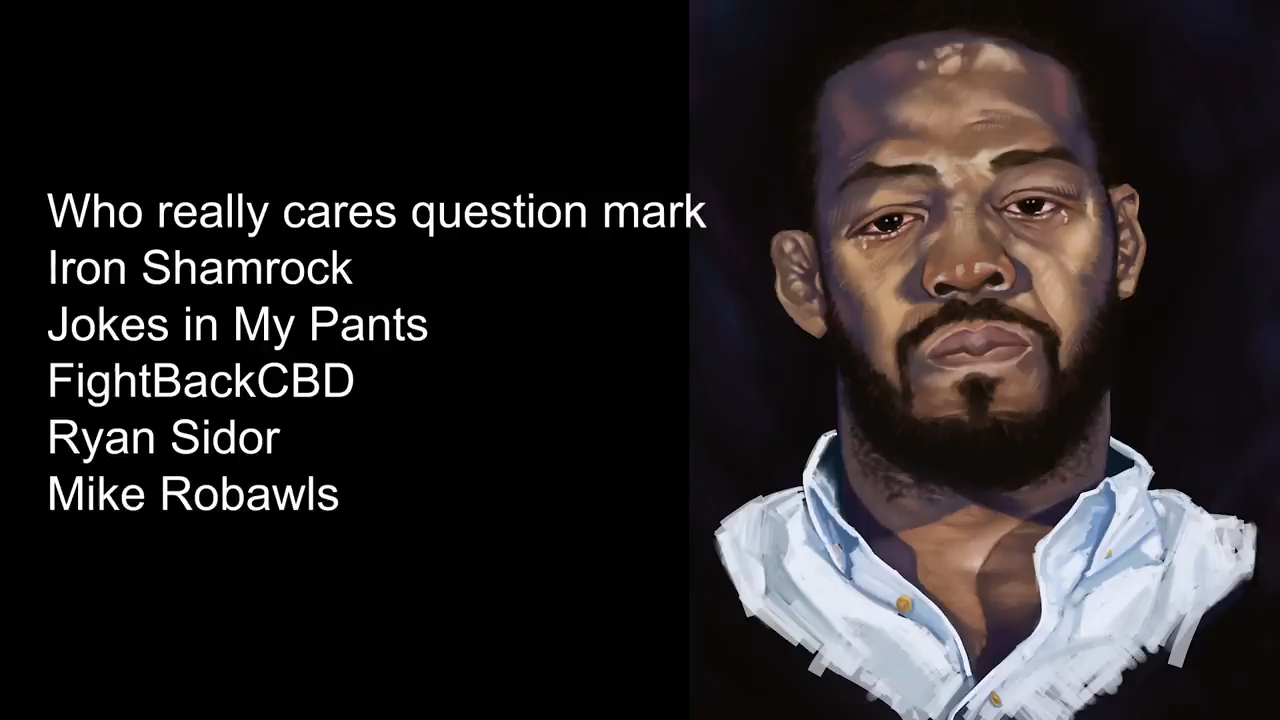 Who really cares question mark
Iron Shamrock
Jokes in My Pants
FightBackCBD
Ryan Sidor
Mike Robawls